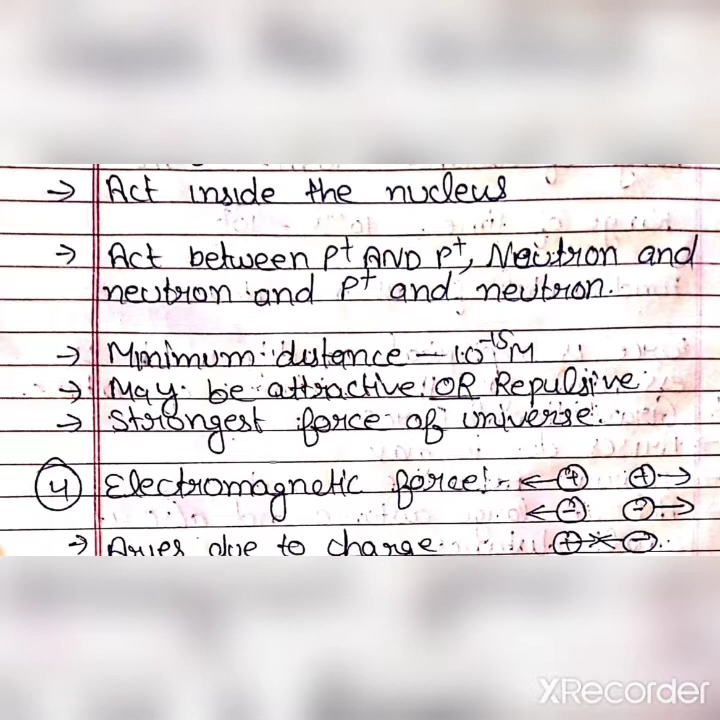 → Act inside the nucleus
→ Act between P⁺ AND P⁺, Neutron and
neutron and P⁺ and neutron.
→ Minimum distance – 10⁻¹⁵M
→ May be attractive OR Repulsive
→ Strongest force of universe.
④ Electromagnetic force:- ←⊕ ⊕→
←⊖ ⊖→
→ Aries due to charge ⊕→←⊖
XRecorder